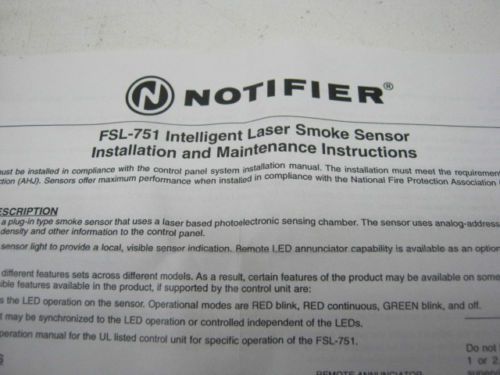 NOTIFIER®
FSL-751 Intelligent Laser Smoke Sensor
Installation and Maintenance Instructions
must be installed in compliance with the control panel system installation manual. The installation must meet the requirement
ction (AHJ). Sensors offer maximum performance when installed in compliance with the National Fire Protection Association
ESCRIPTION
a plug-in type smoke sensor that uses a laser based photoelectronic sensing chamber. The sensor uses analog-address
density and other information to the control panel.
sensor light to provide a local, visible sensor indication. Remote LED annunciator capability is available as an option
different features sets across different models. As a result, certain features of the product may be available on some
ible features available in the product, if supported by the control unit are:
s the LED operation on the sensor. Operational modes are RED blink, RED continuous, GREEN blink, and off.
t may be synchronized to the LED operation or controlled independent of the LEDs.
peration manual for the UL listed control unit for specific operation of the FSL-751.
Do not
1 or 2
REMOTE ANNUNCIATOR